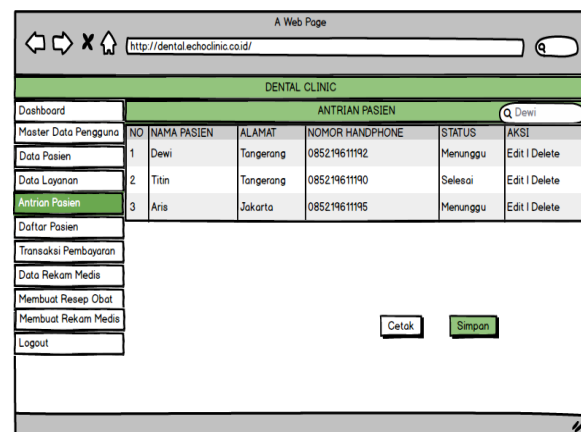 A Web Page
http://dental.echoclinic.co.id/
DENTAL CLINIC
Dashboard
Master Data Pengguna
Data Pasien
Data Layanan
Antrian Pasien
Daftar Pasien
Transaksi Pembayaran
Data Rekam Medis
Membuat Resep Obat
Membuat Rekam Medis
Logout
ANTRIAN PASIEN
Dewi
NO NAMA PASIEN ALAMAT NOMOR HANDPHONE STATUS AKSI
1 Dewi Tangerang 085219611192 Menunggu Edit | Delete
2 Titin Tangerang 085219611190 Selesai Edit | Delete
3 Aris Jakarta 085219611195 Menunggu Edit | Delete
Cetak Simpan